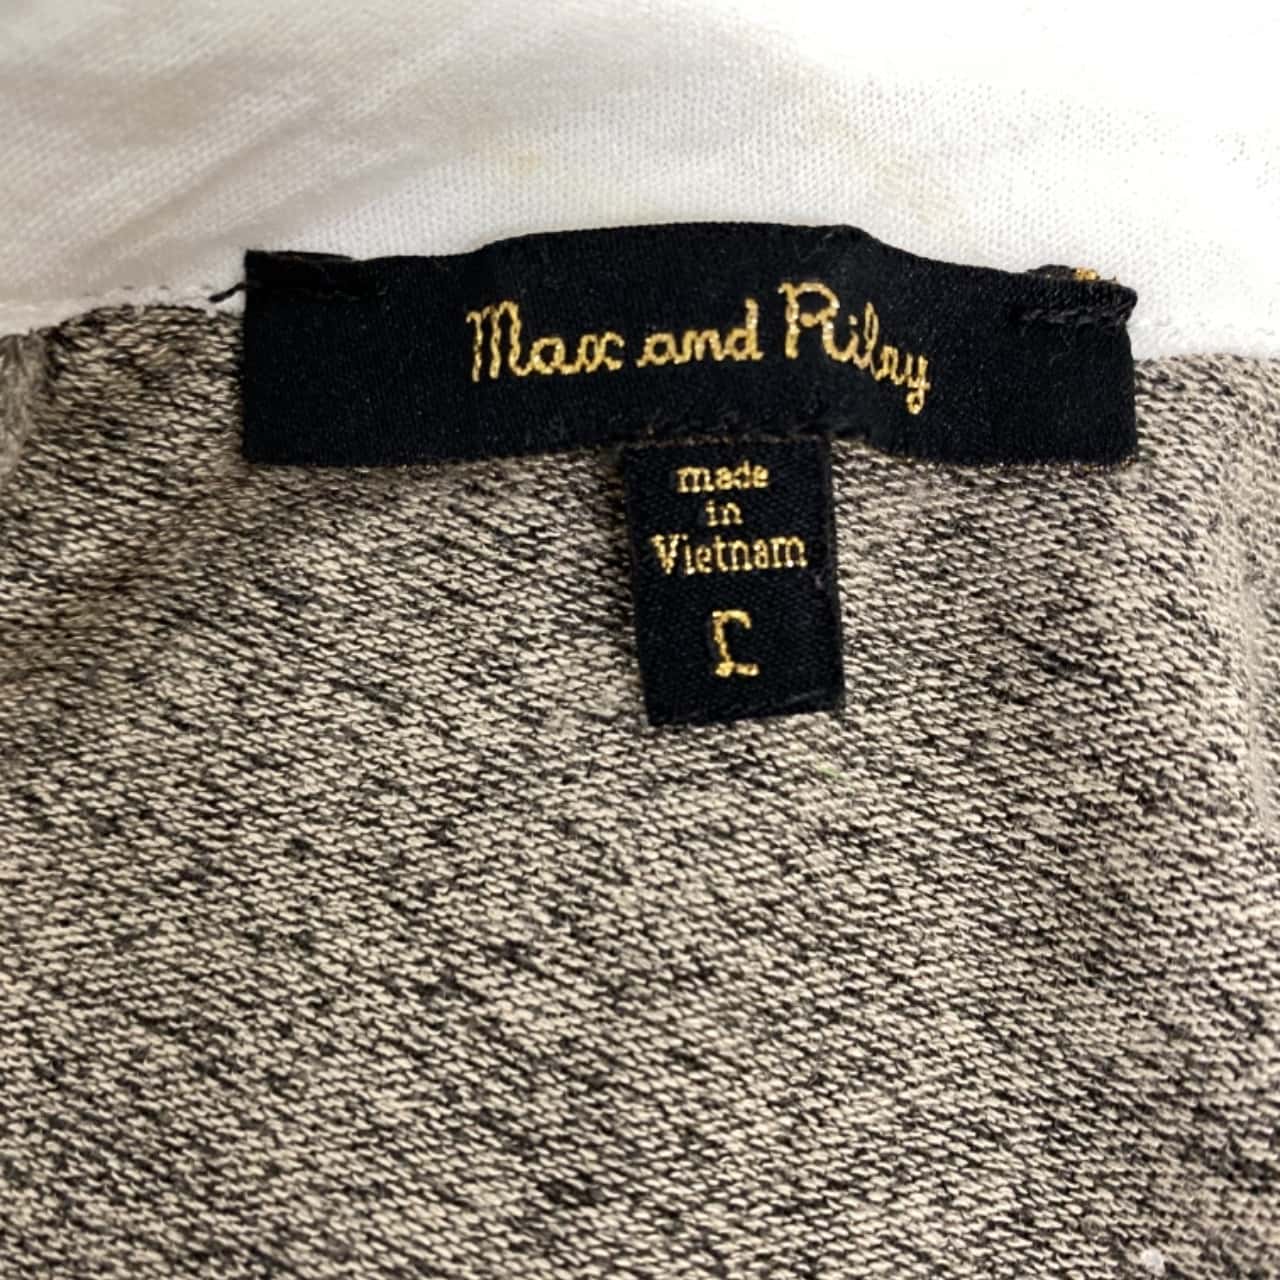 Max and Riley
made
in
Vietnam
L